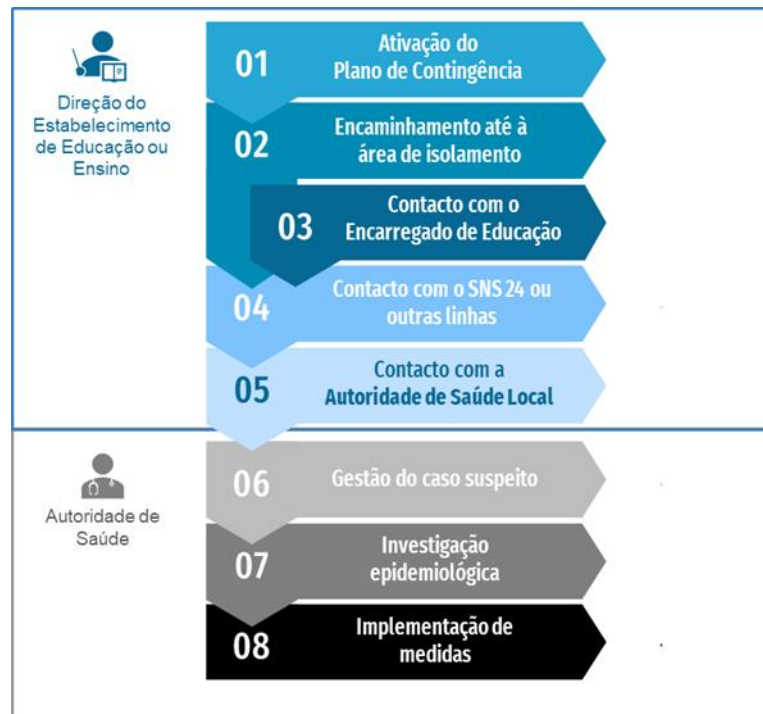 Direção do
Estabelecimento
de Educação ou
Ensino
01
Ativação do
Plano de Contingência
02
Encaminhamento até à
área de isolamento
03
Contacto com o
Encarregado de Educação
04
Contacto com o SNS 24 ou
outras linhas
05
Contacto com a
Autoridade de Saúde Local
Autoridade de
Saúde
06
Gestão do caso suspeito
07
Investigação
epidemiológica
08
Implementação de
medidas